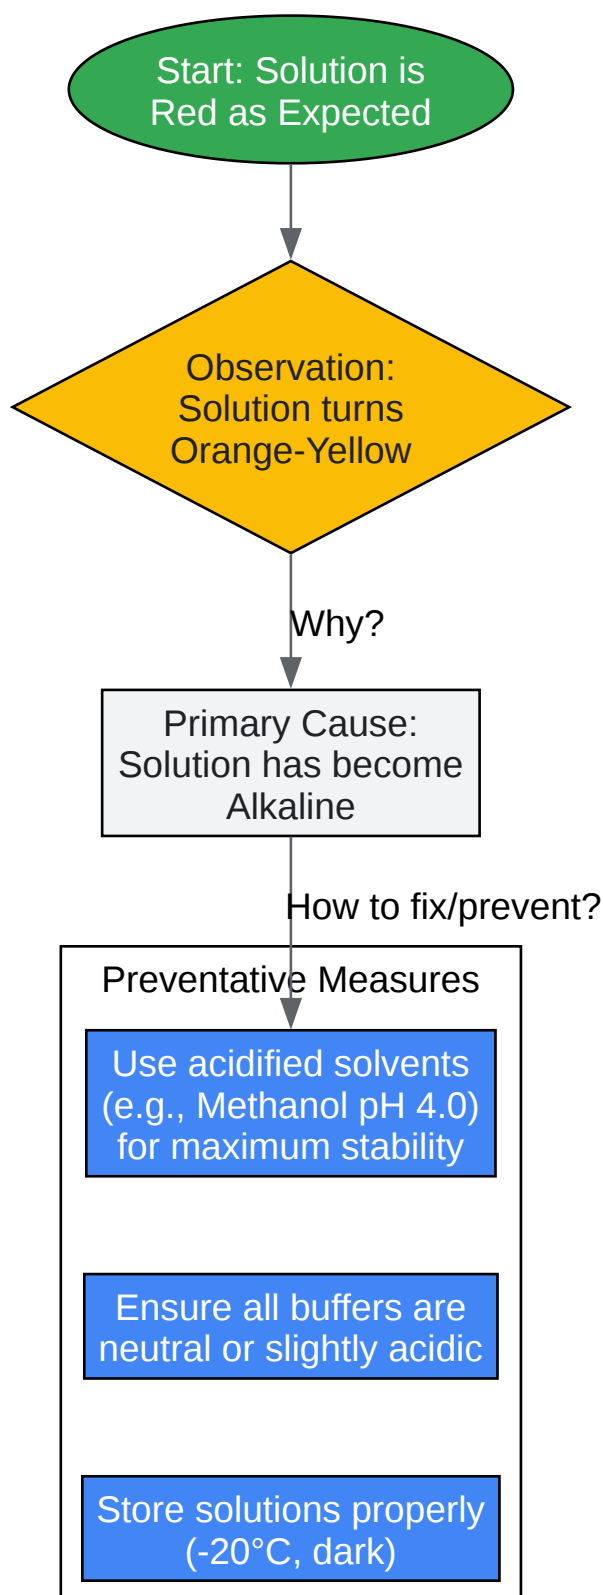 Start: Solution is
Red as Expected
Observation:
Solution turns
Orange-Yellow
Why?
Primary Cause:
Solution has become
Alkaline
How to fix/prevent?
Preventative Measures
Use acidified solvents
(e.g., Methanol pH 4.0)
for maximum stability
Ensure all buffers are
neutral or slightly acidic
Store solutions properly
(-20°C, dark)